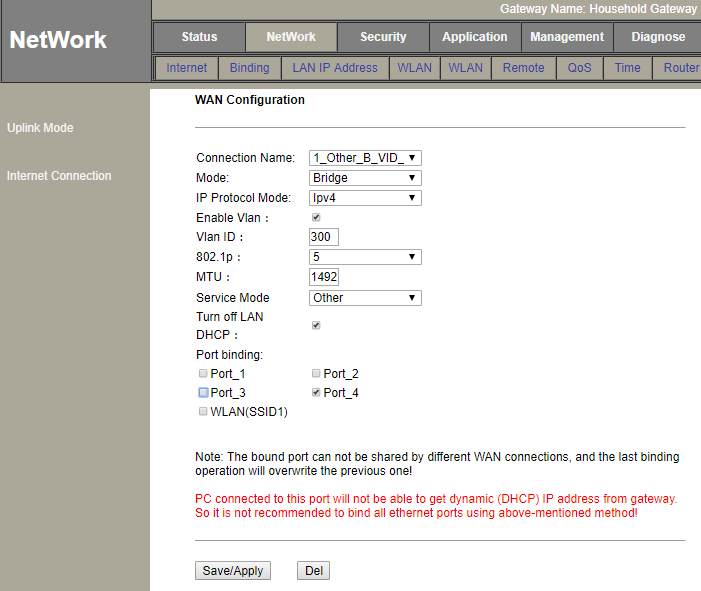 Gateway Name: Household Gateway
NetWork
Status NetWork Security Application Management Diagnose
Internet Binding LAN IP Address WLAN WLAN Remote QoS Time Router
Uplink Mode
Internet Connection
WAN Configuration
Connection Name: 1_Other_B_VID_
Mode: Bridge
IP Protocol Mode: Ipv4
Enable Vlan :
Vlan ID : 300
802.1p : 5
MTU : 1492
Service Mode Other
Turn off LAN
DHCP :
Port binding:
Port_1 Port_2
Port_3 Port_4
WLAN(SSID1)
Note: The bound port can not be shared by different WAN connections, and the last binding
operation will overwrite the previous one!
PC connected to this port will not be able to get dynamic (DHCP) IP address from gateway.
So it is not recommended to bind all ethernet ports using above-mentioned method!
Save/Apply Del